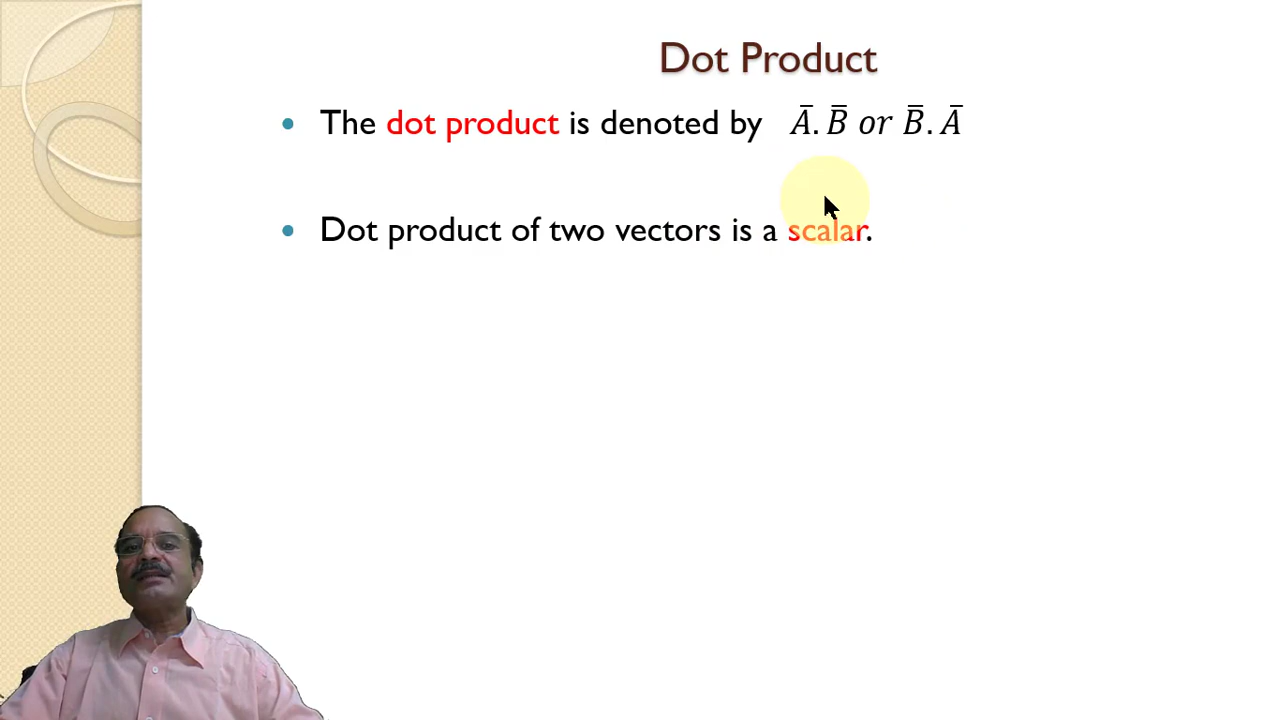 Dot Product
• The dot product is denoted by A̅.B̅ or B̅.A̅
• Dot product of two vectors is a scalar.